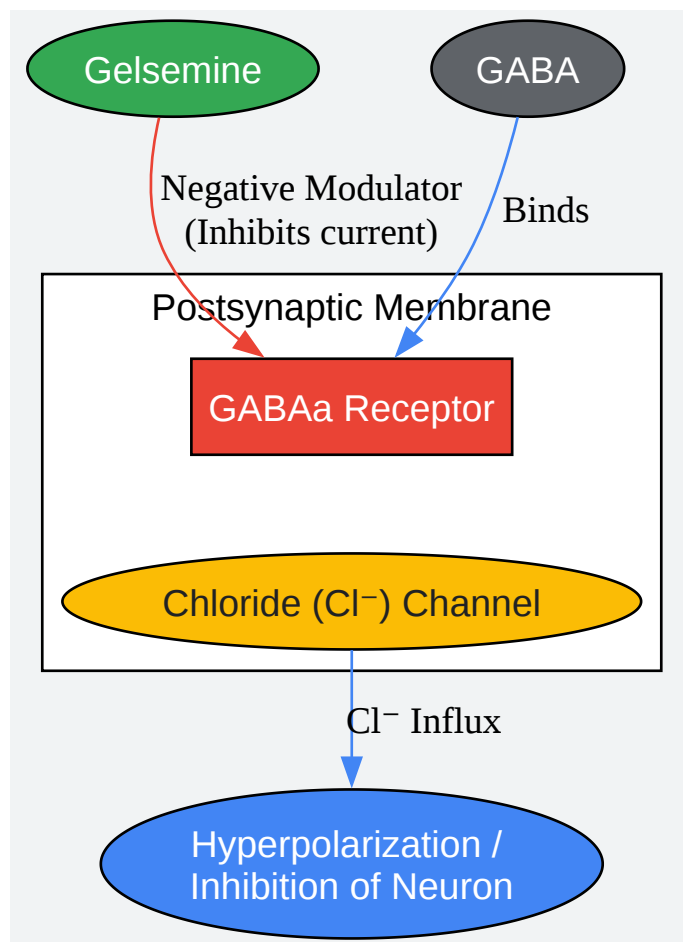 Gelsemine
GABA
Negative Modulator
(Inhibits current)
Binds
Postsynaptic Membrane
GABAa Receptor
Chloride (Cl⁻) Channel
Cl⁻ Influx
Hyperpolarization /
Inhibition of Neuron